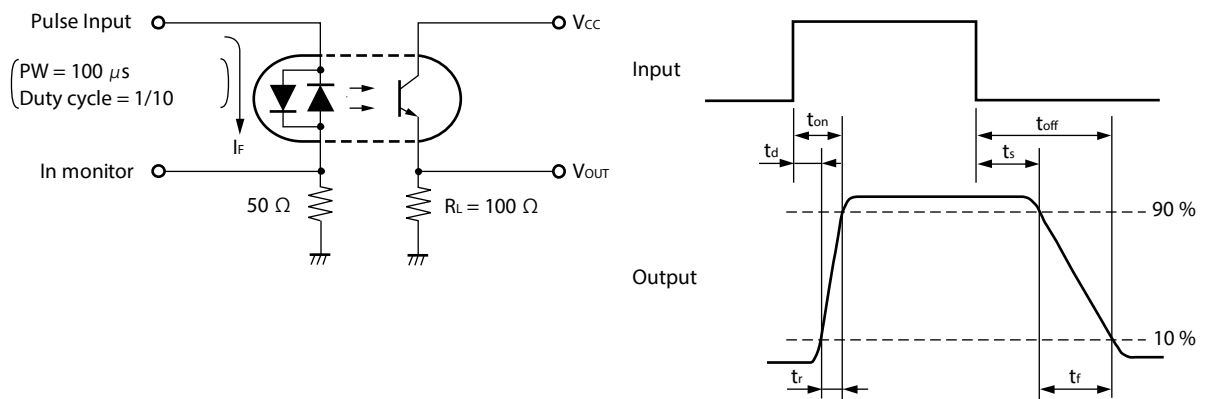 Pulse Input
VCC
PW = 100 μs
Duty cycle = 1/10
IF
In monitor
VOUT
50 Ω
RL = 100 Ω
Input
ton
toff
td
ts
90 %
Output
10 %
tr
tf